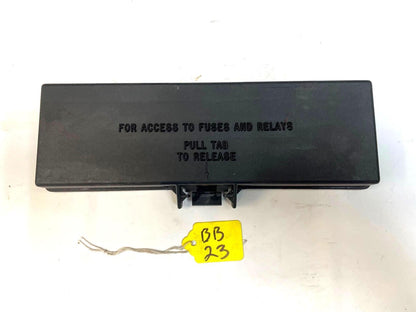 FOR ACCESS TO FUSES AND RELAYS
PULL TAB
TO RELEASE
BB
23